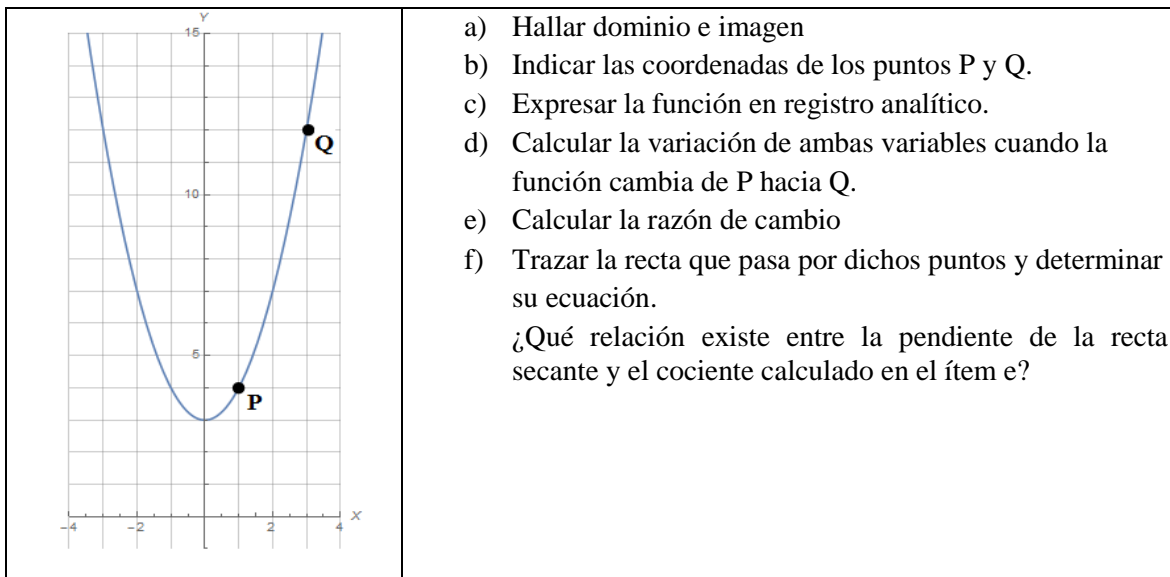 Y
15
Q
10
5
P
-4
-2
2
4
X
a) Hallar dominio e imagen
b) Indicar las coordenadas de los puntos P y Q.
c) Expresar la función en registro analítico.
d) Calcular la variación de ambas variables cuando la
función cambia de P hacia Q.
e) Calcular la razón de cambio
f) Trazar la recta que pasa por dichos puntos y determinar
su ecuación.
¿Qué relación existe entre la pendiente de la recta
secante y el cociente calculado en el ítem e?